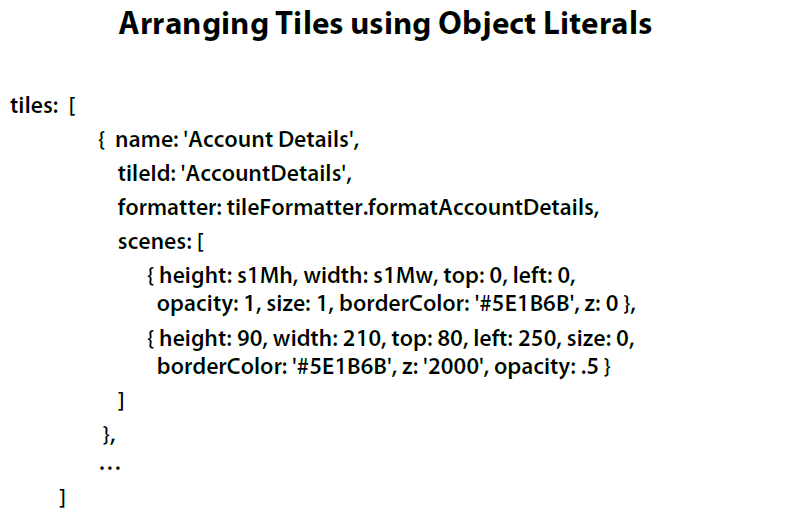 Arranging Tiles using Object Literals
tiles: [
{ name: 'Account Details',
tileId: 'AccountDetails',
formatter: tileFormatter.formatAccountDetails,
scenes: [
{ height: s1Mh, width: s1Mw, top: 0, left: 0,
opacity: 1, size: 1, borderColor: '#5E1B6B', z: 0 },
{ height: 90, width: 210, top: 80, left: 250, size: 0,
borderColor: '#5E1B6B', z: '2000', opacity: .5 }
]
},
…
]